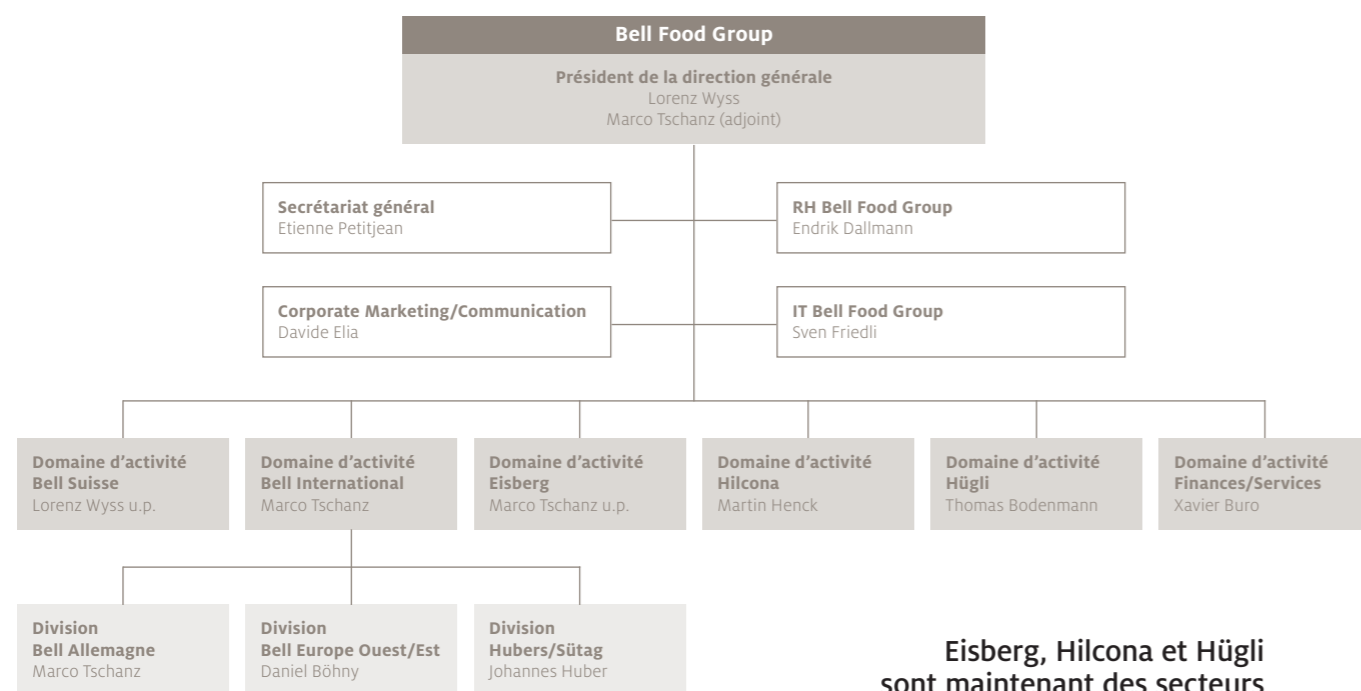 Bell Food Group
Président de la direction générale
Lorenz Wyss
Marco Tschanz (adjoint)
Secrétariat général
Etienne Petitjean
RH Bell Food Group
Endrik Dallmann
Corporate Marketing/Communication
Davide Elia
IT Bell Food Group
Sven Friedli
Domaine d’activité
Bell Suisse
Lorenz Wyss u.p.
Domaine d’activité
Bell International
Marco Tschanz
Domaine d’activité
Eisberg
Marco Tschanz u.p.
Domaine d’activité
Hilcona
Martin Henck
Domaine d’activité
Hügli
Thomas Bodenmann
Domaine d’activité
Finances/Services
Xavier Buro
Division
Bell Allemagne
Marco Tschanz
Division
Bell Europe Ouest/Est
Daniel Böhny
Division
Hubers/Sütag
Johannes Huber
Eisberg, Hilcona et Hügli
sont maintenant des secteurs